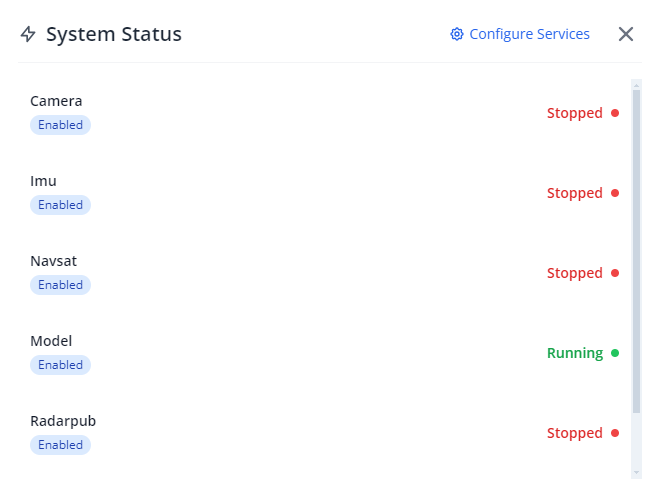 System Status
Configure Services
Camera
Enabled
Stopped
Imu
Enabled
Stopped
Navsat
Enabled
Stopped
Model
Enabled
Running
Radarpub
Enabled
Stopped